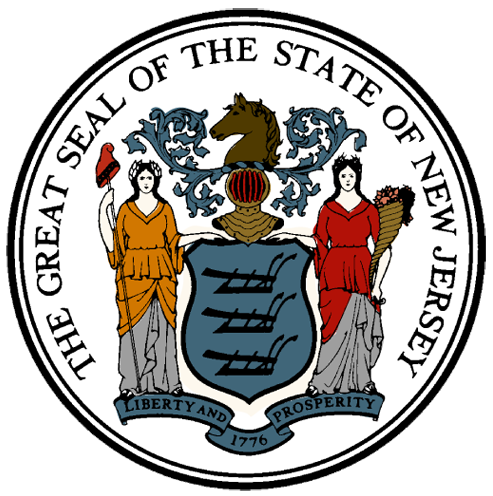 THE GREAT SEAL OF THE STATE OF NEW JERSEY
LIBERTY AND PROSPERITY
1776